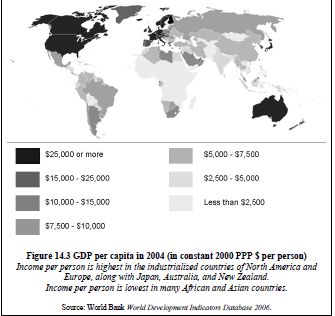 $25,000 or more
$5,000 - $7,500
$15,000 - $25,000
$2,500 - $5,000
$10,000 - $15,000
Less than $2,500
$7,500 - $10,000
Figure 14.3 GDP per capita in 2004 (in constant 2000 PPP $ per person)
Income per person is highest in the industrialized countries of North America and
Europe, along with Japan, Australia, and New Zealand.
Income per person is lowest in many African and Asian countries.
Source: World Bank World Development Indicators Database 2006.